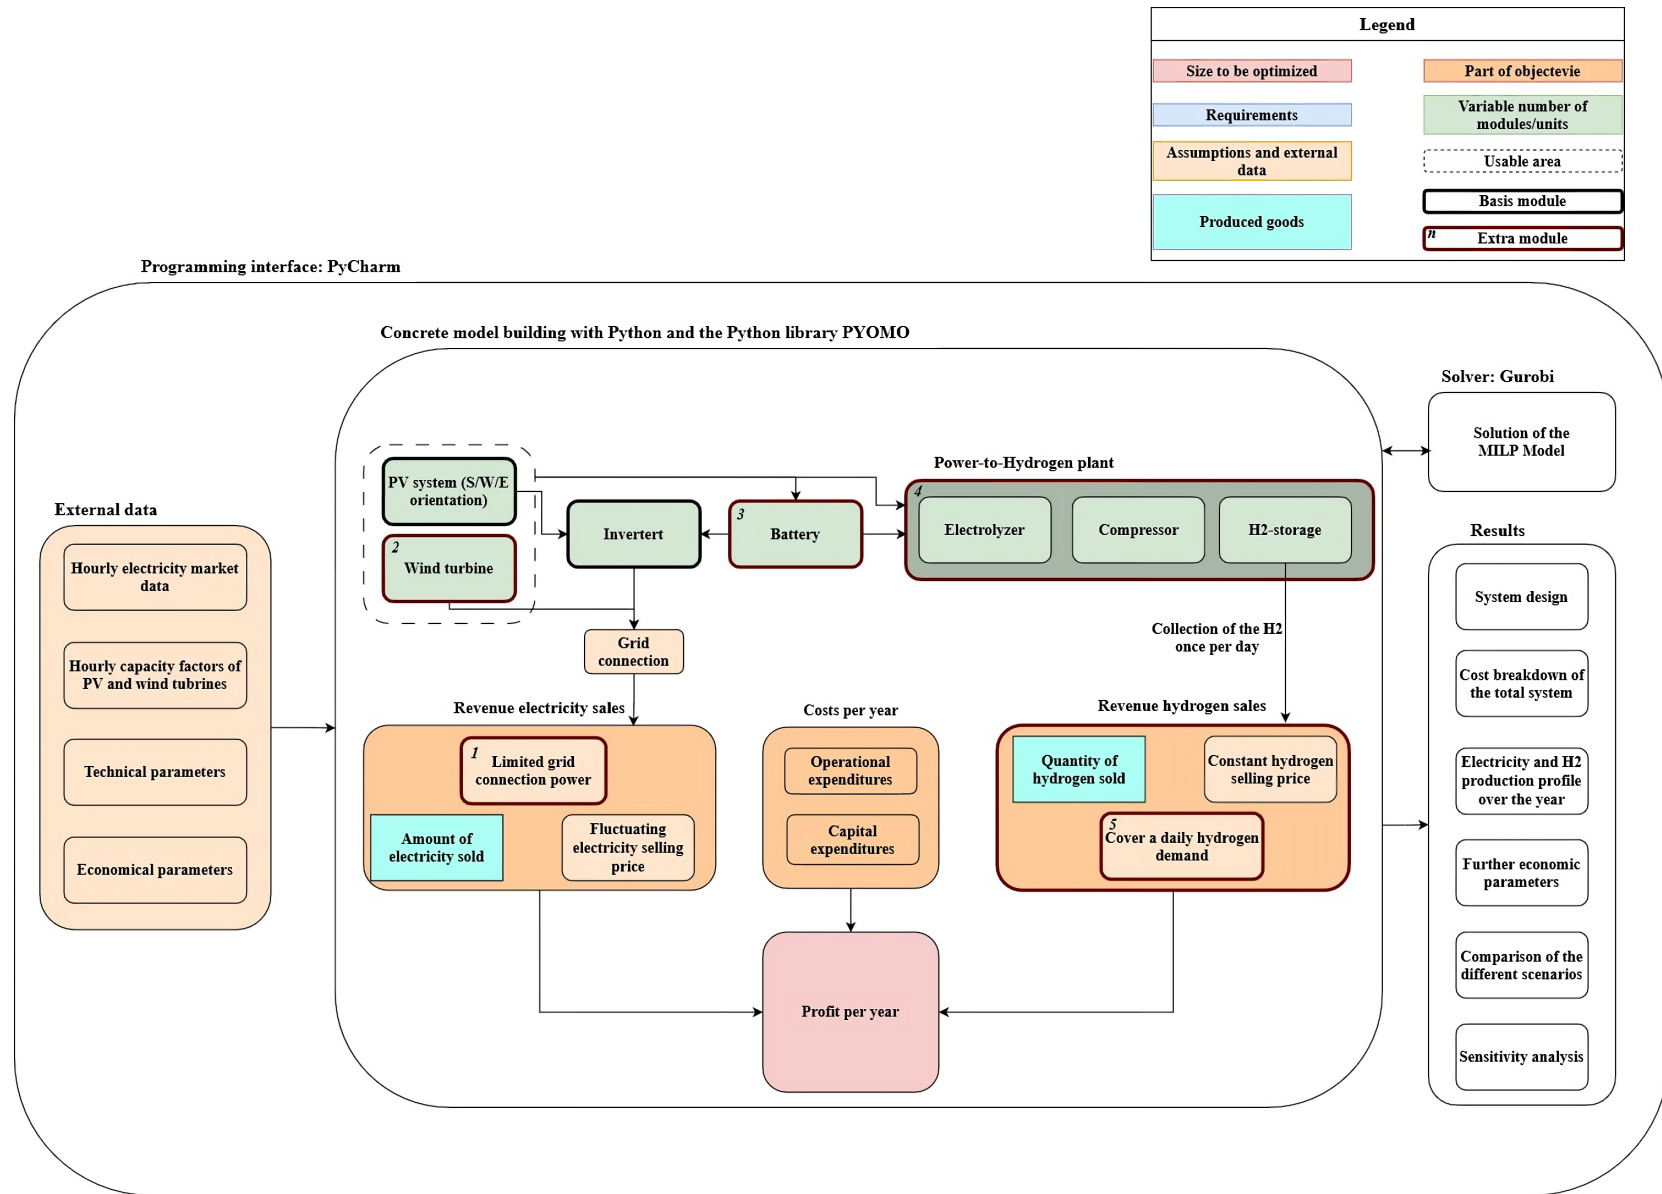 Legend
Size to be optimized
Part of objectevie
Requirements
Variable number of
modules/units
Assumptions and external
data
Usable area
Produced goods
Basis module
n
Extra module
Programming interface: PyCharm
Concrete model building with Python and the Python library PYOMO
External data
Hourly electricity market
data
Hourly capacity factors of
PV and wind tubrines
Technical parameters
Economical parameters
PV system (S/W/E
orientation)
2
Wind turbine
Invertert
3
Battery
Power-to-Hydrogen plant
4
Electrolyzer
Compressor
H2-storage
Grid
connection
Collection of the H2
once per day
Revenue electricity sales
1
Limited grid
connection power
Amount of
electricity sold
Fluctuating
electricity selling
price
Costs per year
Operational
expenditures
Capital
expenditures
Revenue hydrogen sales
Quantity of
hydrogen sold
Constant hydrogen
selling price
5
Cover a daily hydrogen
demand
Profit per year
Solver: Gurobi
Solution of the
MILP Model
Results
System design
Cost breakdown of
the total system
Electricity and H2
production profile
over the year
Further economic
parameters
Comparison of the
different scenarios
Sensitivity analysis